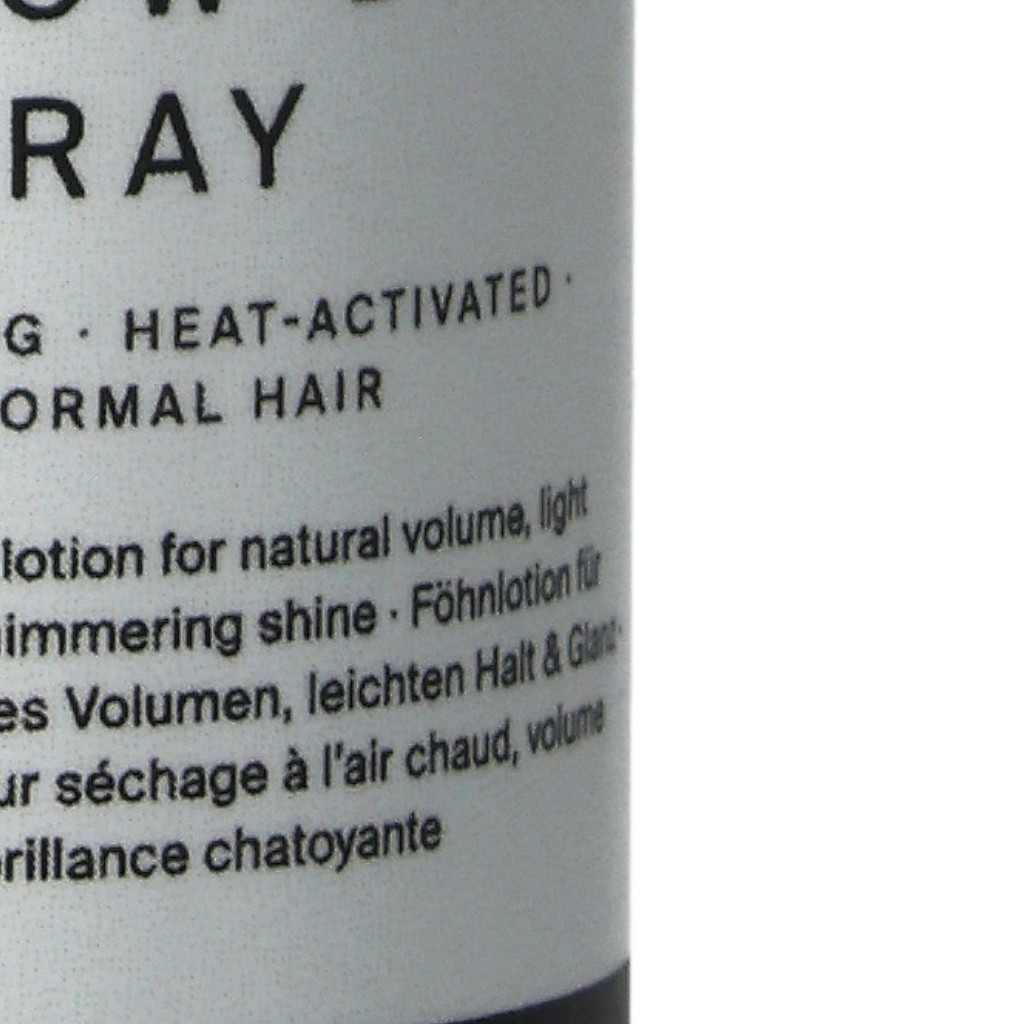 OW
RAY
G · HEAT-ACTIVATED ·
ORMAL HAIR
lotion for natural volume, light
immering shine · Föhnlotion für
es Volumen, leichten Halt & Glanz ·
ur séchage à l'air chaud, volume
rillance chatoyante